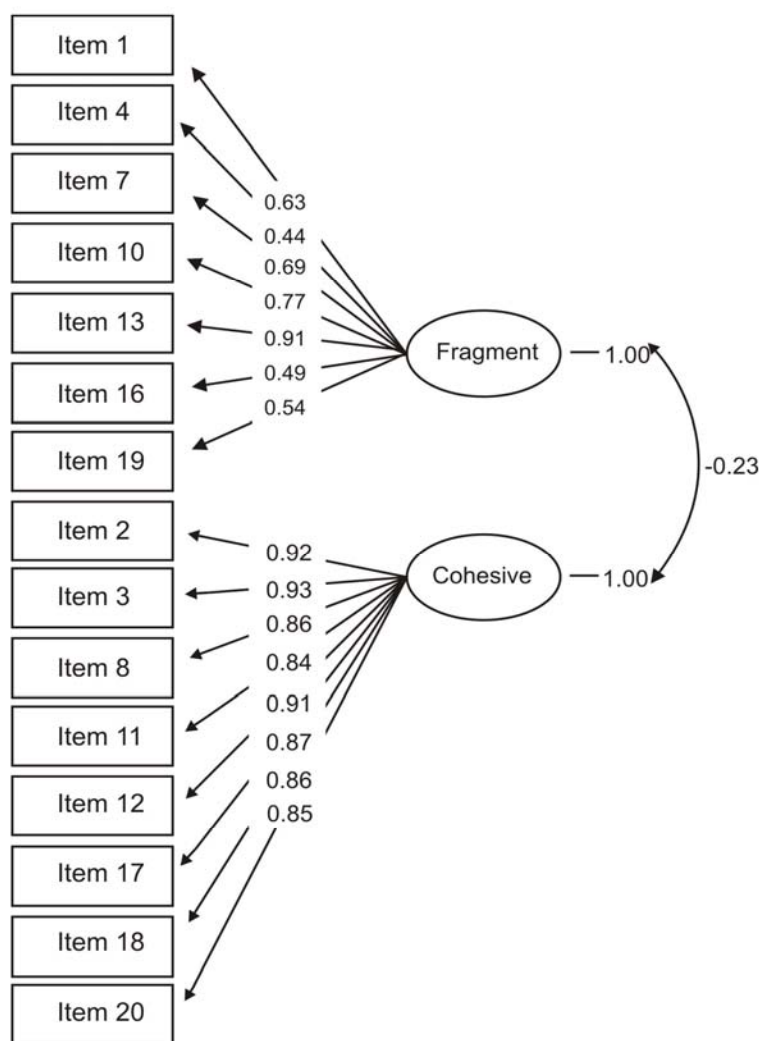 Item 1
Item 4
Item 7
Item 10
Item 13
Item 16
Item 19
Item 2
Item 3
Item 8
Item 11
Item 12
Item 17
Item 18
Item 20
0.63
0.44
0.69
0.77
0.91
0.49
0.54
0.92
0.93
0.86
0.84
0.91
0.87
0.86
0.85
Fragment
1.00
Cohesive
1.00
-0.23